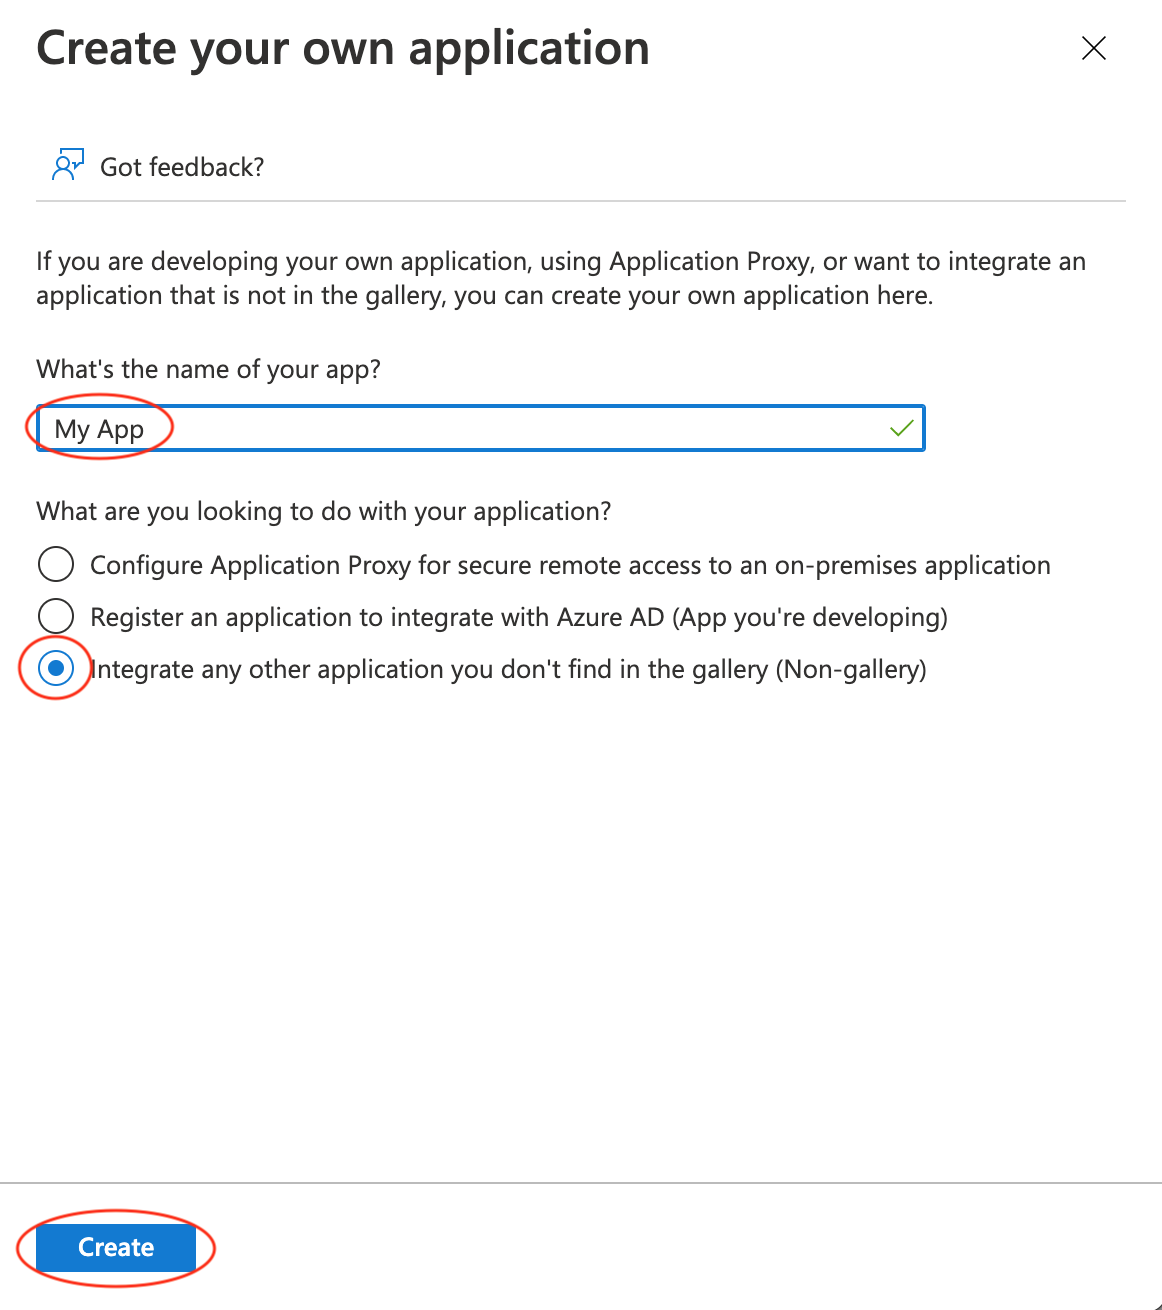 Create your own application
Got feedback?
If you are developing your own application, using Application Proxy, or want to integrate an
application that is not in the gallery, you can create your own application here.
What's the name of your app?
My App
What are you looking to do with your application?
Configure Application Proxy for secure remote access to an on-premises application
Register an application to integrate with Azure AD (App you're developing)
Integrate any other application you don't find in the gallery (Non-gallery)
Create